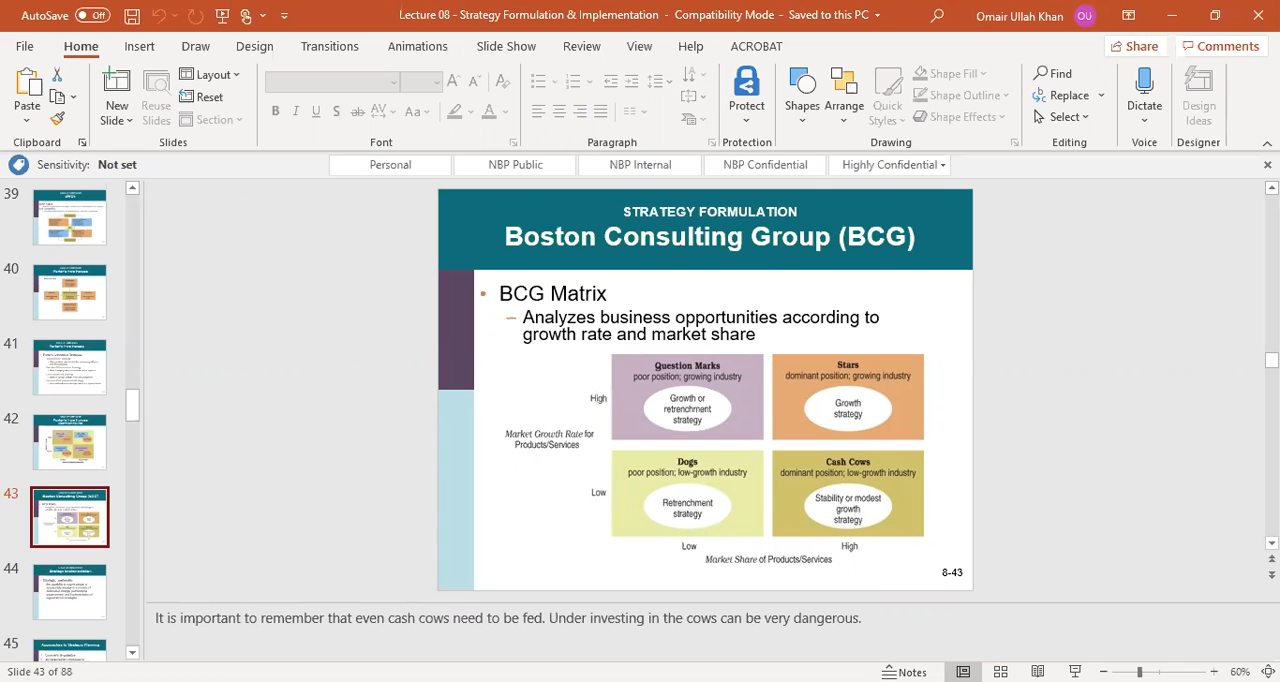 AutoSave Off Lecture 08 - Strategy Formulation & Implementation - Compatibility Mode - Saved to this PC Omair Ullah Khan OU
File Home Insert Draw Design Transitions Animations Slide Show Review View Help ACROBAT Share Comments
Paste New Slide Reuse Slides Layout Reset Section Protect Shapes Arrange Quick Styles Shape Fill Shape Outline Shape Effects Find Replace Select Dictate Design Ideas
Clipboard Slides Font Paragraph Protection Drawing Editing Voice Designer
Sensitivity: Not set Personal NBP Public NBP Internal NBP Confidential Highly Confidential
39
40
41
42
43
44
45
STRATEGY FORMULATION
Boston Consulting Group (BCG)
• BCG Matrix
– Analyzes business opportunities according to
growth rate and market share
Question Marks
poor position; growing industry
Growth or
retrenchment
strategy
Stars
dominant position; growing industry
Growth
strategy
High
Market Growth Rate for
Products/Services
Dogs
poor position; low-growth industry
Retrenchment
strategy
Cash Cows
dominant position; low-growth industry
Stability or modest
growth
strategy
Low
Low High
Market Share of Products/Services
8-43
It is important to remember that even cash cows need to be fed. Under investing in the cows can be very dangerous.
Slide 43 of 88 Notes 60%